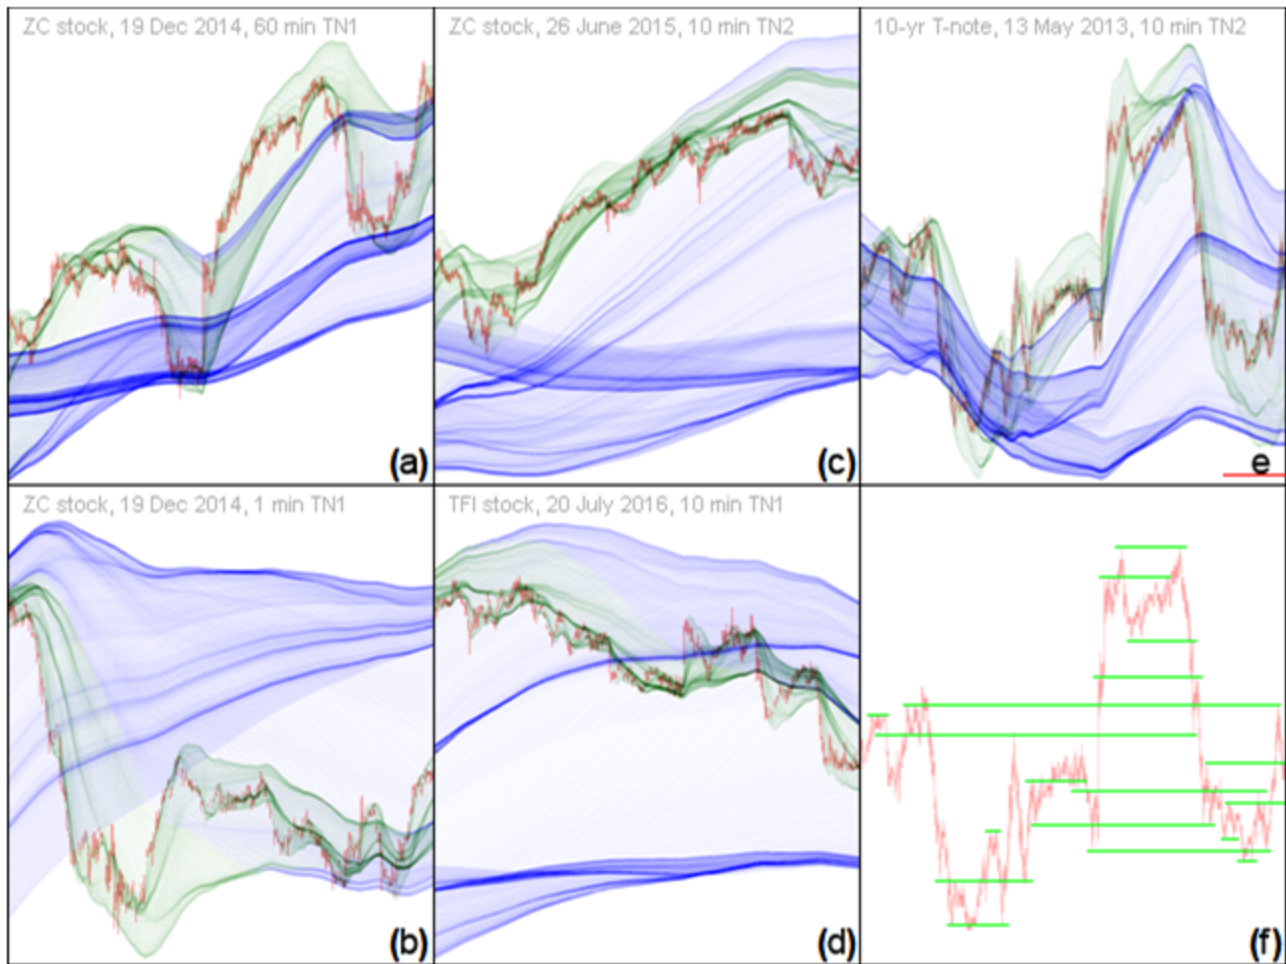 ZC stock, 19 Dec 2014, 60 min TN1
ZC stock, 26 June 2015, 10 min TN2
10-yr T-note, 13 May 2013, 10 min TN2
(a)
(c)
e
ZC stock, 19 Dec 2014, 1 min TN1
TFI stock, 20 July 2016, 10 min TN1
(b)
(d)
(f)